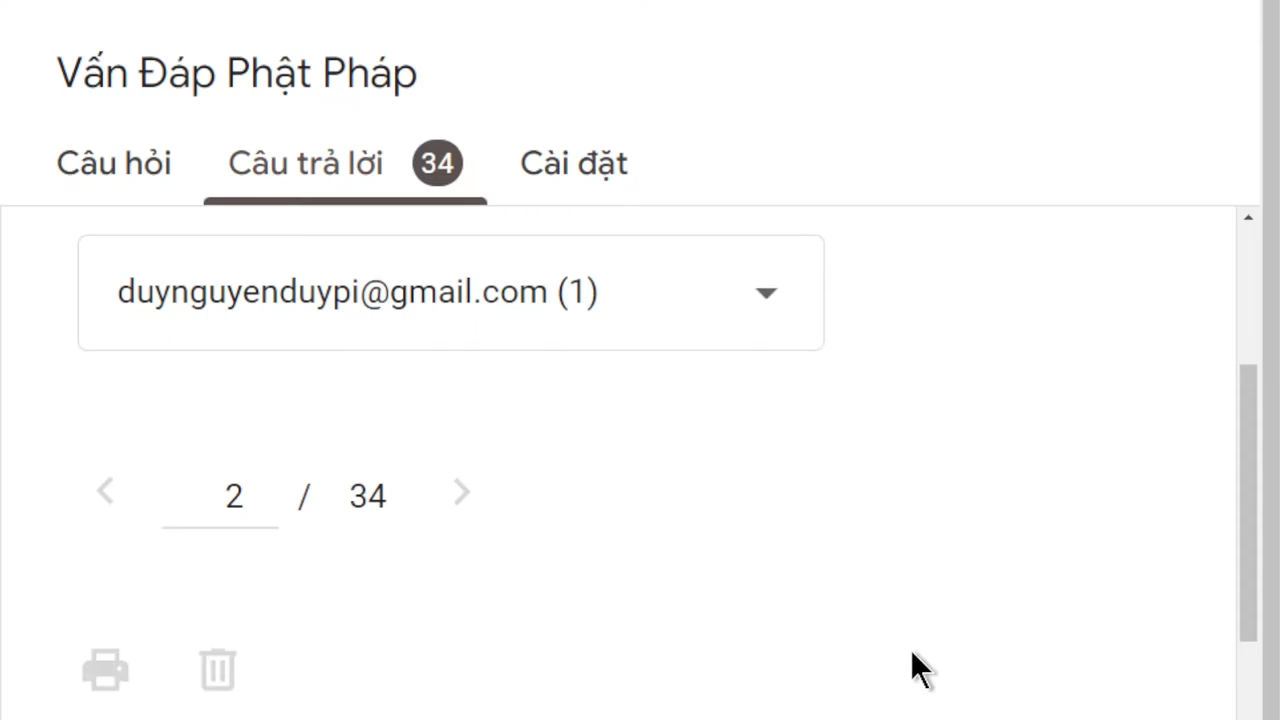 Vấn Đáp Phật Pháp
Câu hỏi Câu trả lời 34 Cài đặt
duynguyenduypi@gmail.com (1)
2 / 34